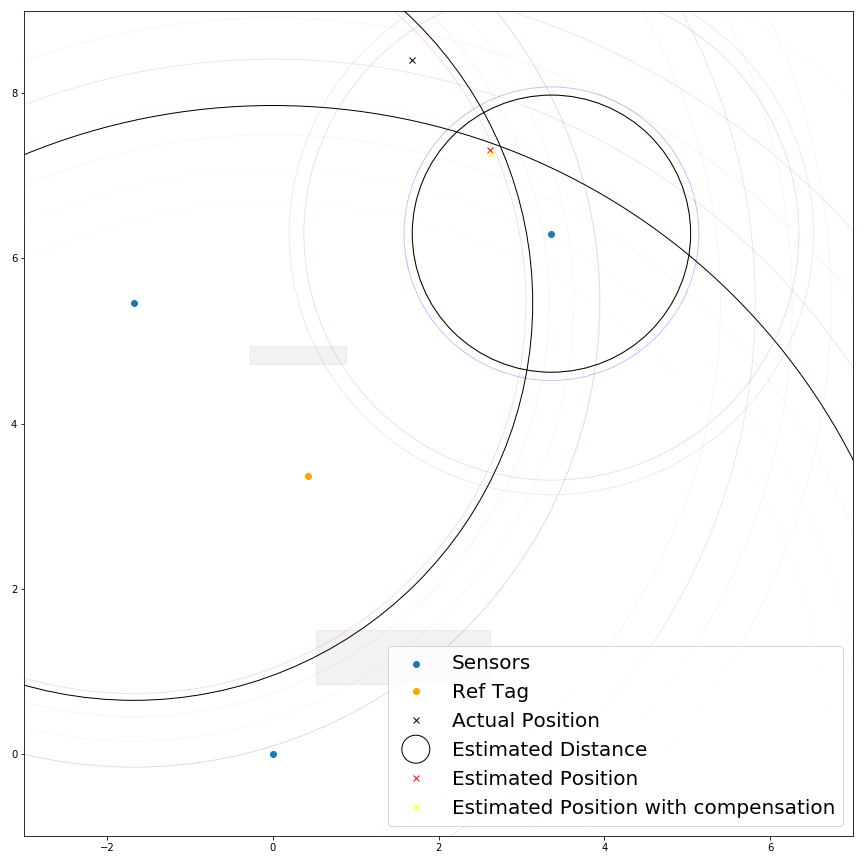 8
6
4
2
0
−2
0
2
4
6
Sensors
Ref Tag
Actual Position
Estimated Distance
Estimated Position
Estimated Position with compensation